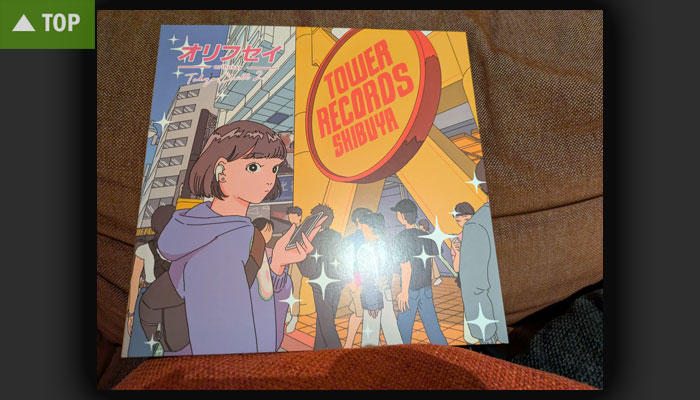 ▲ TOP
オリフセイ
TOWER
RECORDS
SHIBUYA